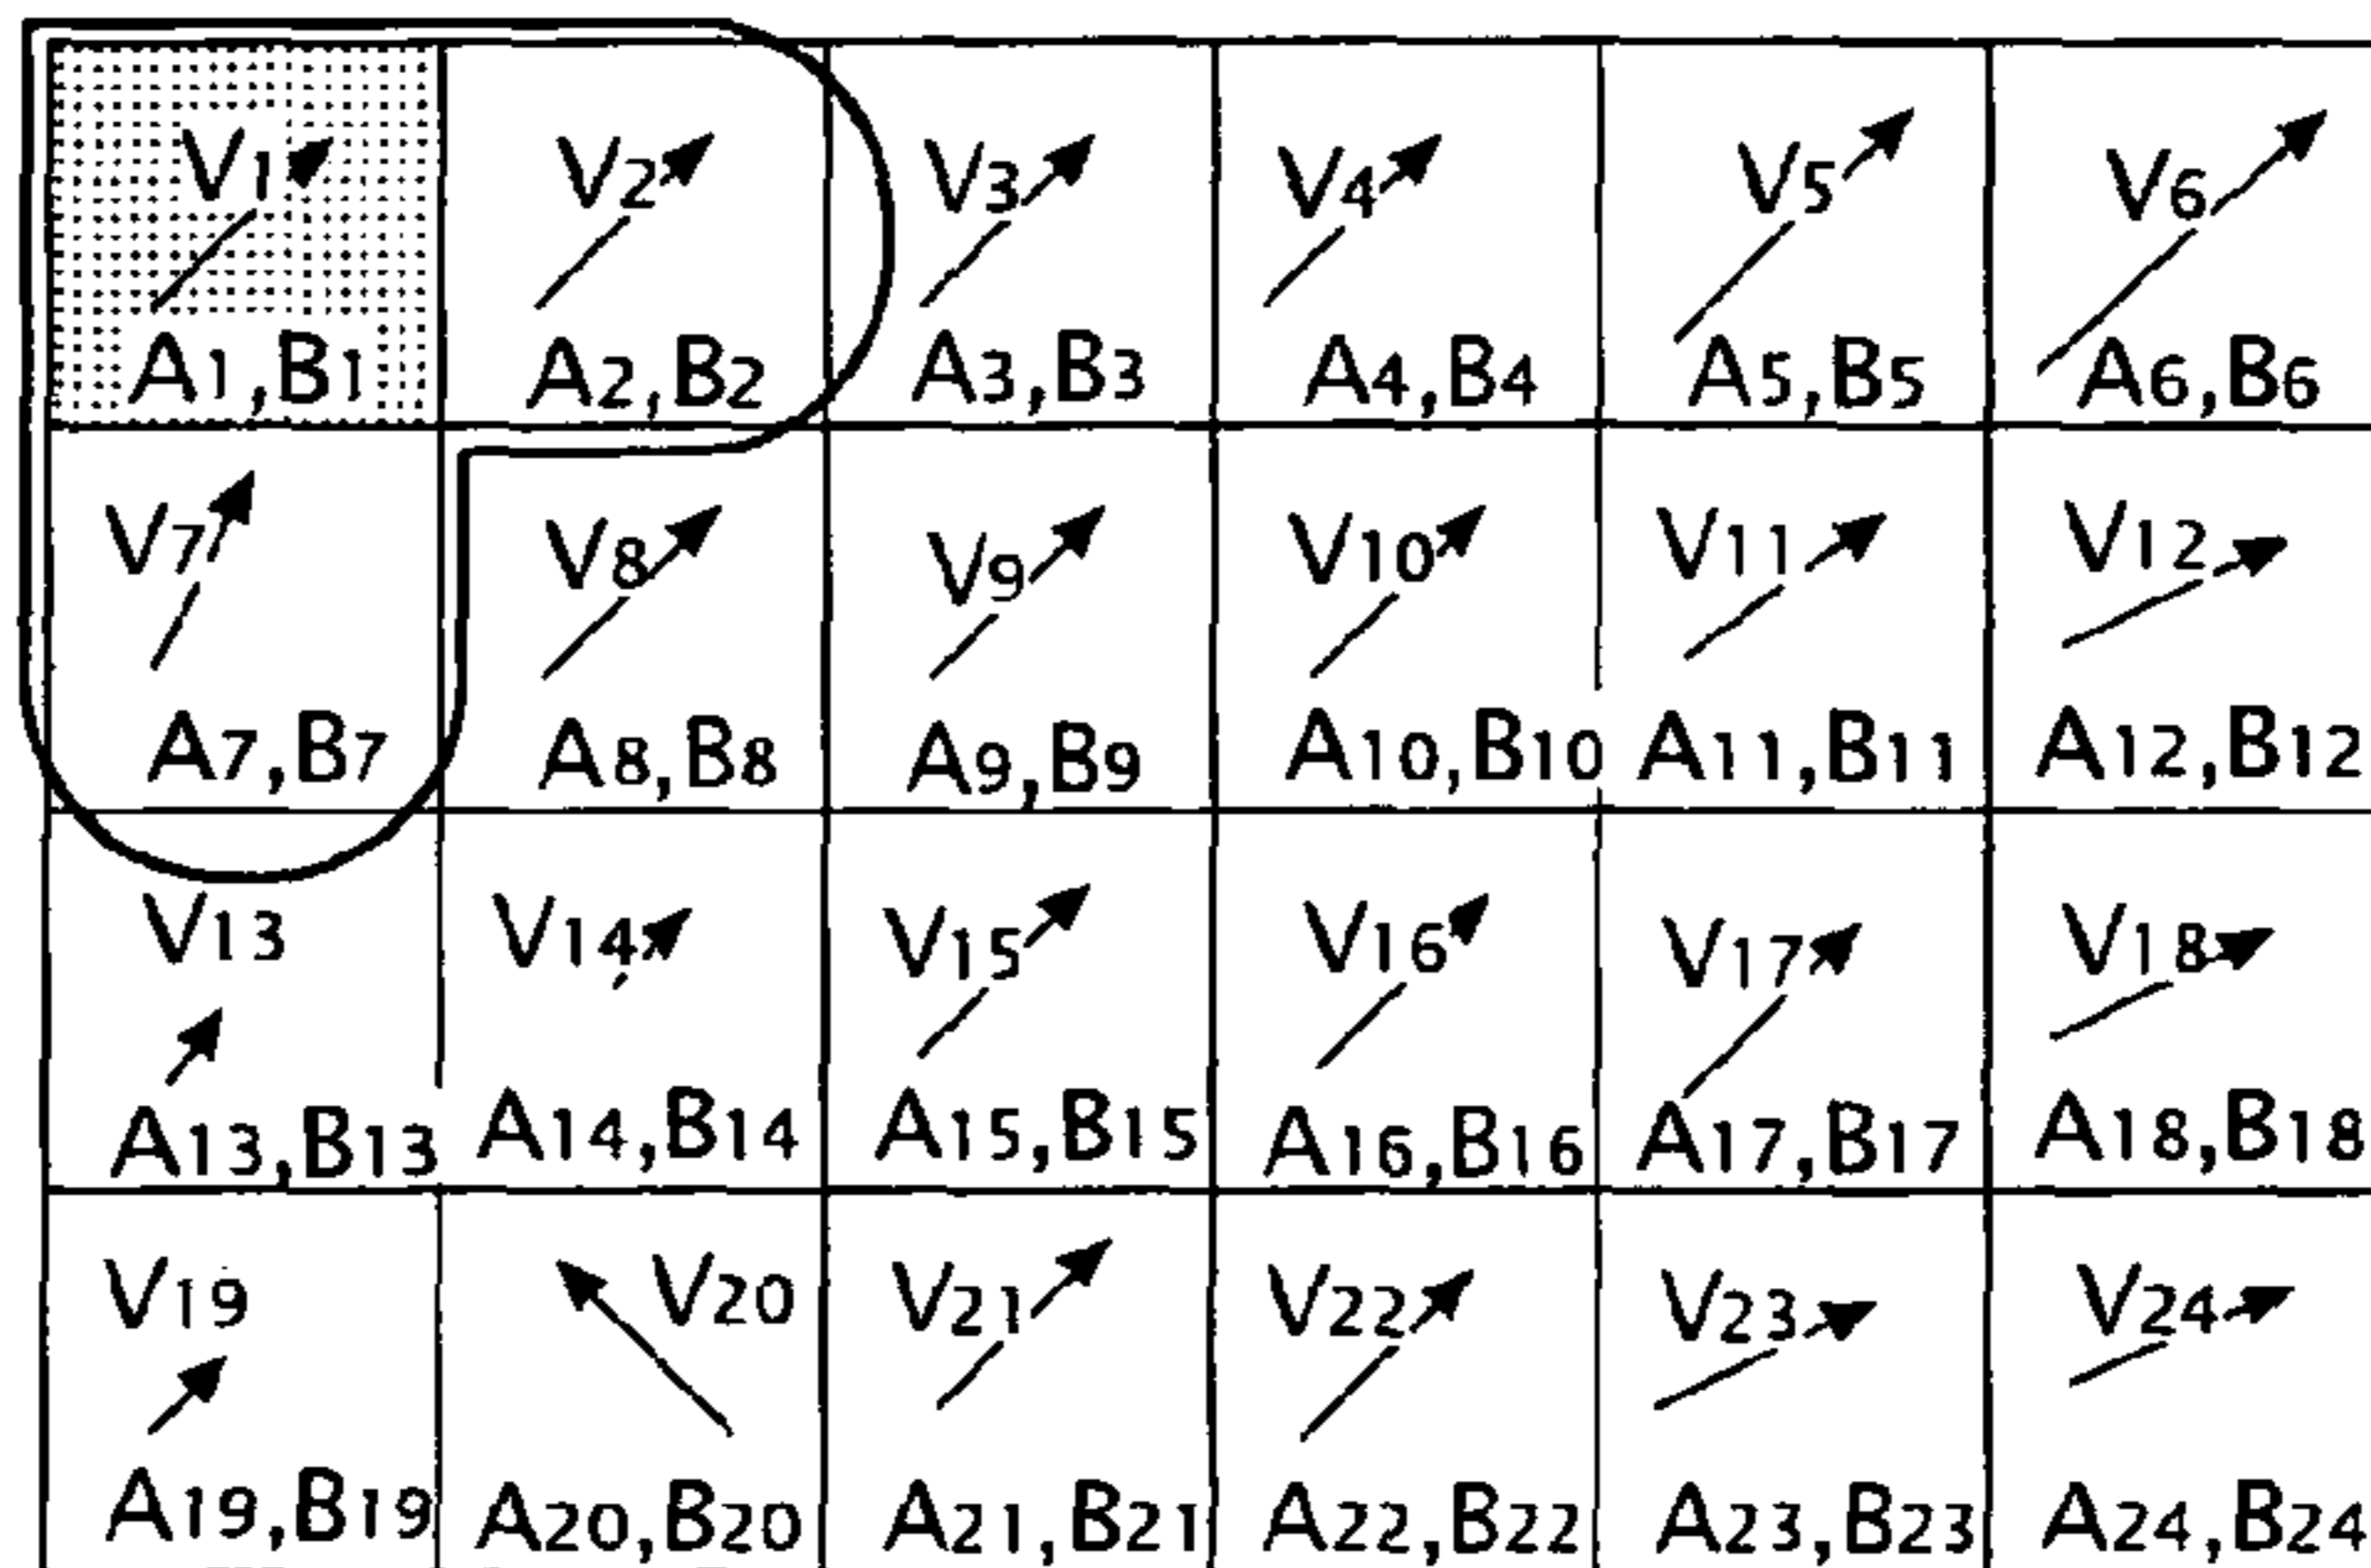 V1 V2 V3 V4 V5 V6
A1,B1 A2,B2 A3,B3 A4,B4 A5,B5 A6,B6
V7 V8 V9 V10 V11 V12
A7,B7 A8,B8 A9,B9 A10,B10 A11,B11 A12,B12
V13 V14 V15 V16 V17 V18
A13,B13 A14,B14 A15,B15 A16,B16 A17,B17 A18,B18
V19 V20 V21 V22 V23 V24
A19,B19 A20,B20 A21,B21 A22,B22 A23,B23 A24,B24